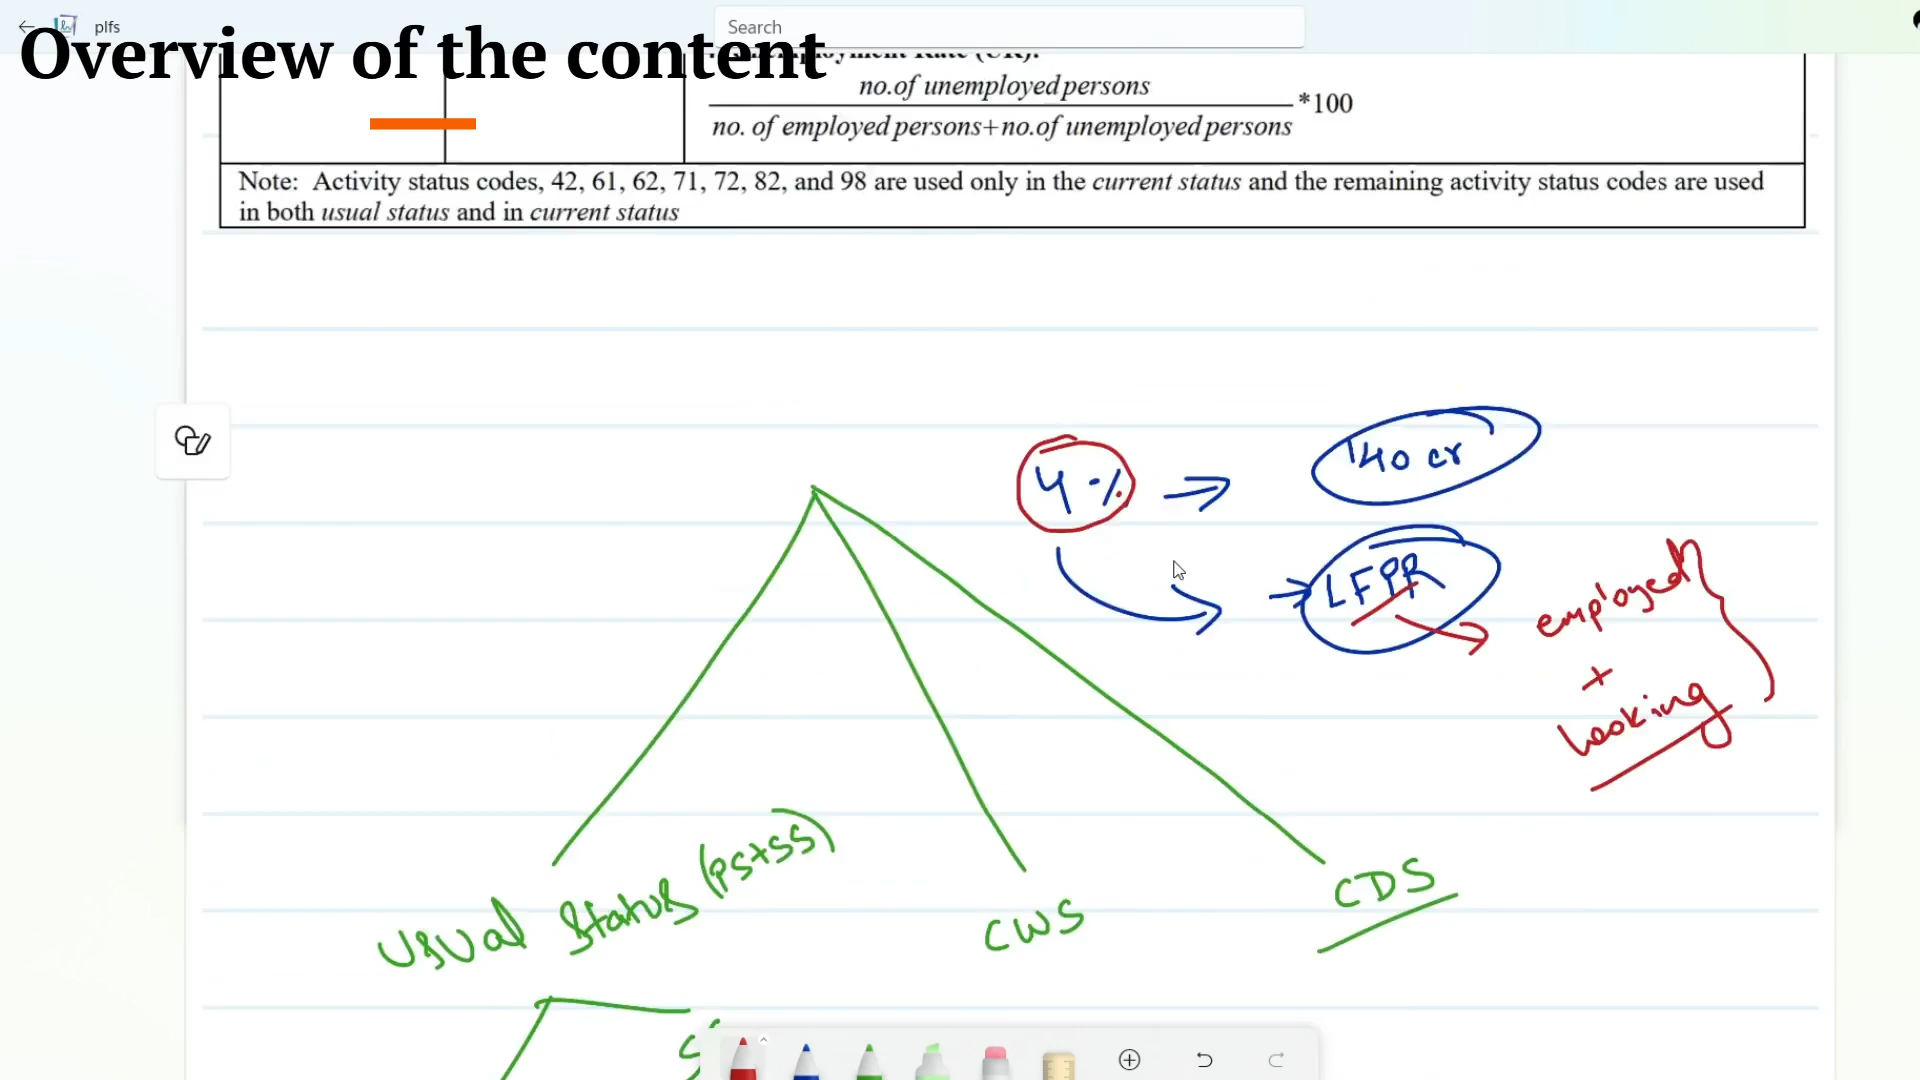 plfs
Search
Overview of the content
no.of unemployed persons
*100
no. of employed persons+no.of unemployed persons
Note: Activity status codes, 42, 61, 62, 71, 72, 82, and 98 are used only in the current status and the remaining activity status codes are used
in both usual status and in current status
4 % → 140 cr
→ LFPR
employed
+
looking
Usual Status (PS+SS)
CWS
CDS